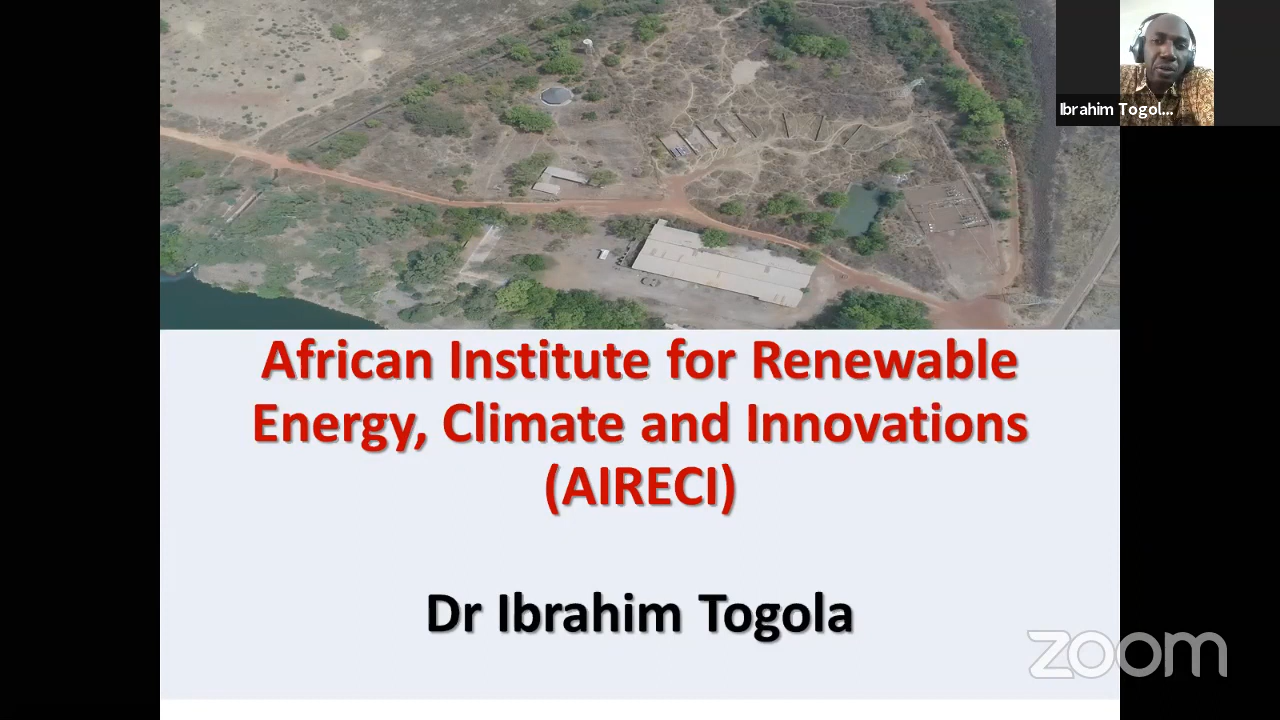 Ibrahim Togol...
African Institute for Renewable
Energy, Climate and Innovations
(AIRECI)
Dr Ibrahim Togola
zoom